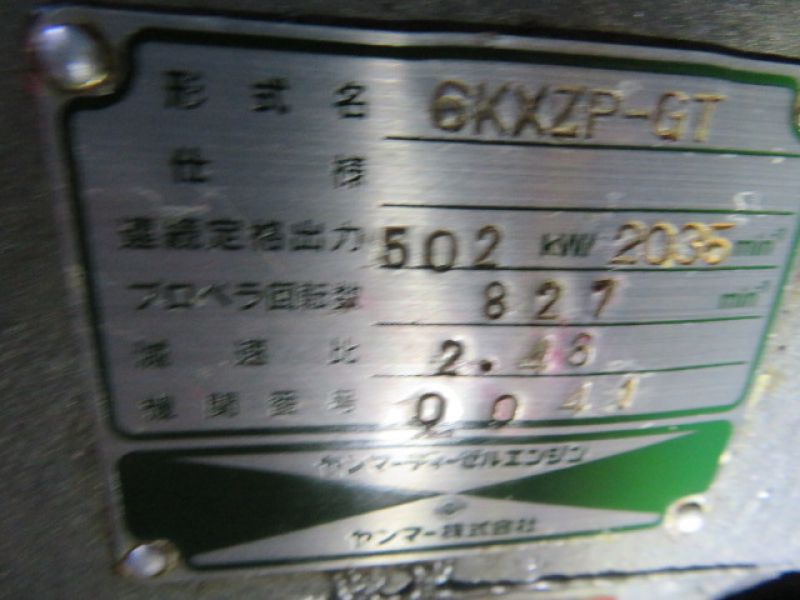 形式名 6KXZP-GT
仕様
連続定格出力 502 kW/ 2035 min⁻¹
プロペラ回転数 827 min⁻¹
減速比 2.46
機関番号 0041
ヤンマーディーゼルエンジン
ヤンマー株式会社